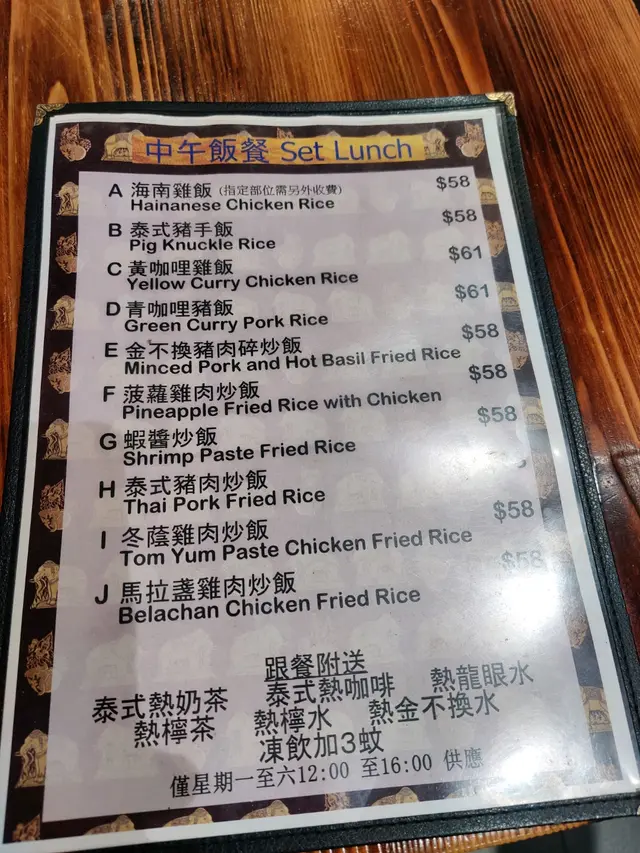 中午飯餐 Set Lunch
A 海南雞飯 (指定部位需另外收費) $58
Hainanese Chicken Rice
B 泰式豬手飯 $58
Pig Knuckle Rice
C 黃咖哩雞飯 $61
Yellow Curry Chicken Rice
D 青咖哩豬飯 $61
Green Curry Pork Rice
E 金不換豬肉碎炒飯 $58
Minced Pork and Hot Basil Fried Rice
F 菠蘿雞肉炒飯 $58
Pineapple Fried Rice with Chicken
G 蝦醬炒飯 $58
Shrimp Paste Fried Rice
H 泰式豬肉炒飯
Thai Pork Fried Rice
I 冬蔭雞肉炒飯 $58
Tom Yum Paste Chicken Fried Rice
J 馬拉盞雞肉炒飯 $58
Belachan Chicken Fried Rice
跟餐附送
泰式熱奶茶 泰式熱咖啡 熱龍眼水
熱檸茶 熱檸水 熱金不換水
凍飲加3蚊
僅星期一至六12:00 至16:00 供應